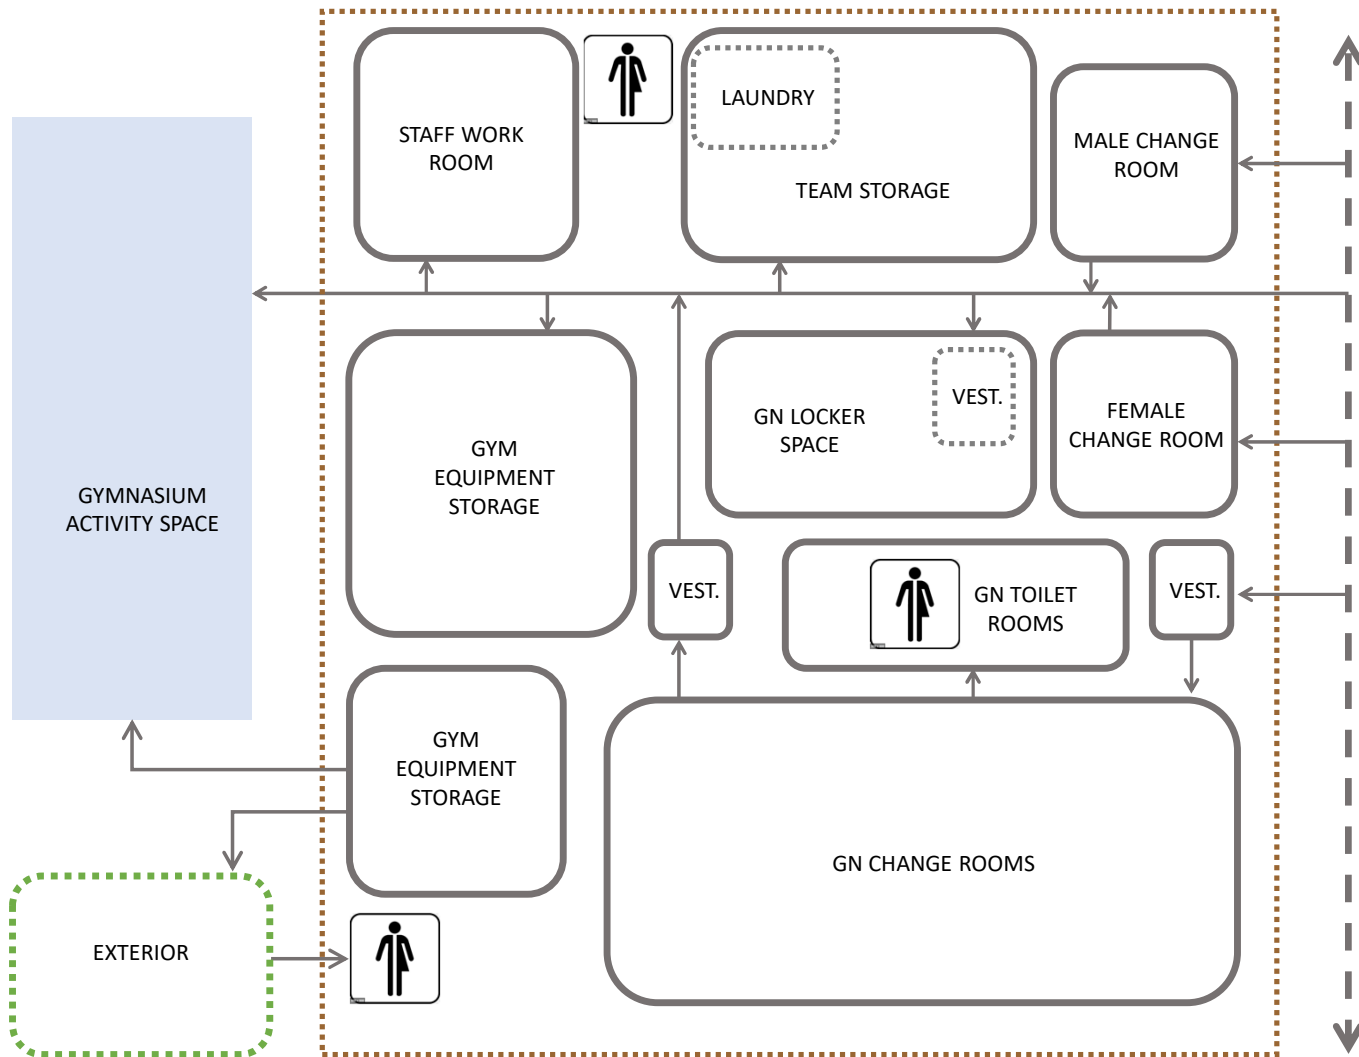 STAFF WORK
ROOM
LAUNDRY
TEAM STORAGE
MALE CHANGE
ROOM
GYMNASIUM
ACTIVITY SPACE
GYM
EQUIPMENT
STORAGE
GN LOCKER
SPACE
VEST.
FEMALE
CHANGE ROOM
VEST.
GN TOILET
ROOMS
VEST.
GYM
EQUIPMENT
STORAGE
GN CHANGE ROOMS
EXTERIOR